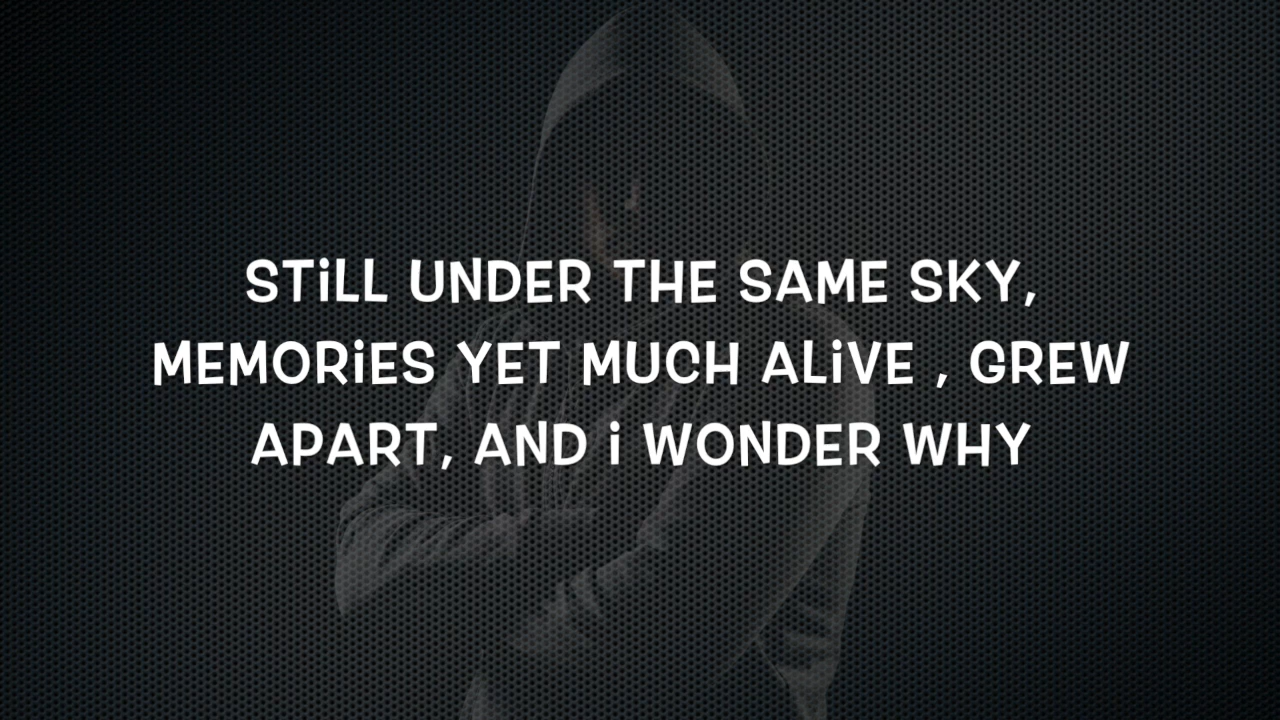 STiLL UNDER THE SAME SKY,
MEMORiES YET MUCH ALiVE , GREW
APART, AND i WONDER WHY